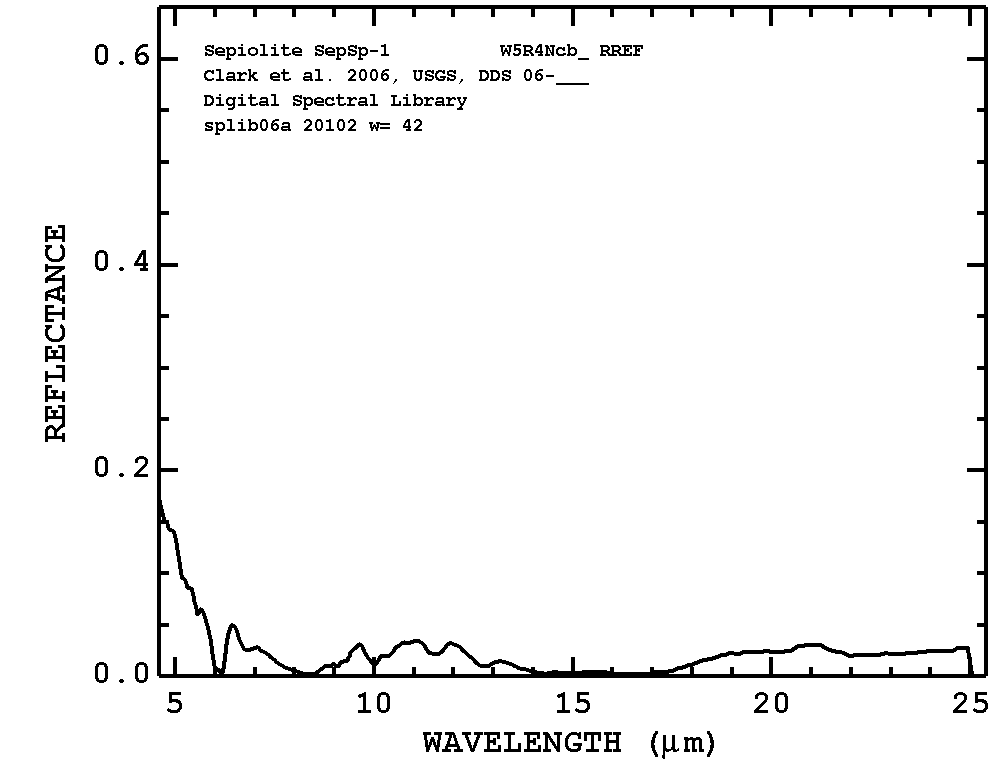 Sepiolite SepSp-1 W5R4Ncb_ RREF
Clark et al. 2006, USGS, DDS 06-___
Digital Spectral Library
splib06a 20102 w= 42
0.6
0.4
0.2
0.0
REFLECTANCE
5 10 15 20 25
WAVELENGTH (μm)